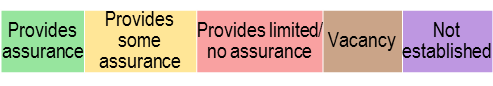 Provides
assurance
Provides
some
assurance
Provides limited/
no assurance
Vacancy
Not
established